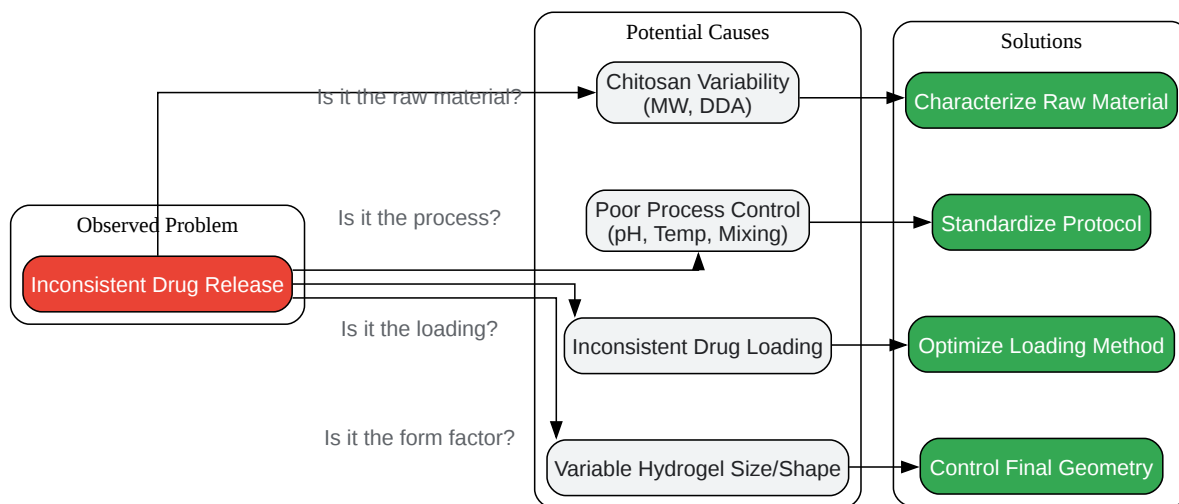 Potential Causes
Solutions
Is it the raw material?
Chitosan Variability
(MW, DDA)
Characterize Raw Material
Observed Problem
Is it the process?
Poor Process Control
(pH, Temp, Mixing)
Standardize Protocol
Inconsistent Drug Release
Is it the loading?
Inconsistent Drug Loading
Optimize Loading Method
Is it the form factor?
Variable Hydrogel Size/Shape
Control Final Geometry